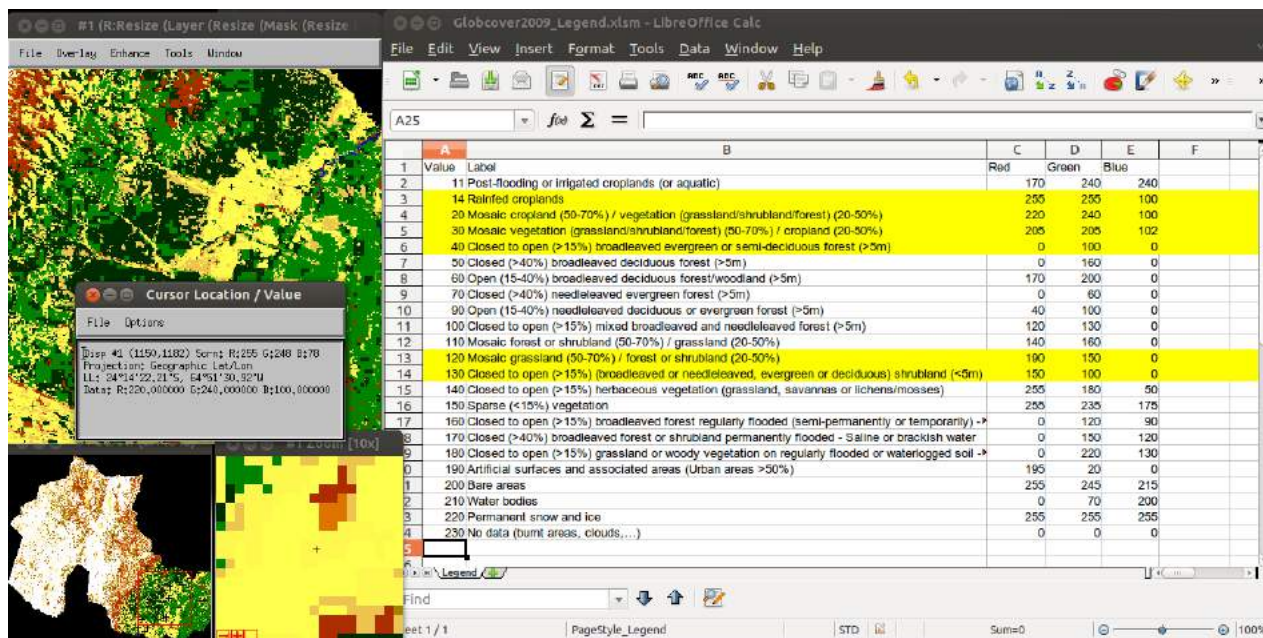 #1 (R:Resize (Layer (Resize (Mask (Resize
File Overlay Enhance Tools Window
Cursor Location / Value
File Options
Disp #1 (1150,1182) Scrn: R:255 G:248 B:78
Projection: Geographic Lat/Lon
LL: 24°14'22.21"S, 64°51'30.92"W
Data: R:220.000000 G:240.000000 B:100.000000
#1 Zoom [10x]
Globcover2009_Legend.xlsm - LibreOffice Calc
File Edit View Insert Format Tools Data Window Help
A25
A B C D E F
1 Value Label Red Green Blue
2 11 Post-flooding or irrigated croplands (or aquatic) 170 240 240
3 14 Rainfed croplands 255 255 100
4 20 Mosaic cropland (50-70%) / vegetation (grassland/shrubland/forest) (20-50%) 220 240 100
5 30 Mosaic vegetation (grassland/shrubland/forest) (50-70%) / cropland (20-50%) 205 205 102
6 40 Closed to open (>15%) broadleaved evergreen or semi-deciduous forest (>5m) 0 100 0
7 50 Closed (>40%) broadleaved deciduous forest (>5m) 0 160 0
8 60 Open (15-40%) broadleaved deciduous forest/woodland (>5m) 170 200 0
9 70 Closed (>40%) needleleaved evergreen forest (>5m) 0 60 0
10 90 Open (15-40%) needleleaved deciduous or evergreen forest (>5m) 40 100 0
11 100 Closed to open (>15%) mixed broadleaved and needleleaved forest (>5m) 120 130 0
12 110 Mosaic forest or shrubland (50-70%) / grassland (20-50%) 140 160 0
13 120 Mosaic grassland (50-70%) / forest or shrubland (20-50%) 190 150 0
14 130 Closed to open (>15%) (broadleaved or needleleaved, evergreen or deciduous) shrubland (<5m) 150 100 0
15 140 Closed to open (>15%) herbaceous vegetation (grassland, savannas or lichens/mosses) 255 180 50
16 150 Sparse (<15%) vegetation 255 235 175
17 160 Closed to open (>15%) broadleaved forest regularly flooded (semi-permanently or temporarily) - 0 120 90
8 170 Closed (>40%) broadleaved forest or shrubland permanently flooded - Saline or brackish water 0 150 120
9 180 Closed to open (>15%) grassland or woody vegetation on regularly flooded or waterlogged soil - 0 220 130
0 190 Artificial surfaces and associated areas (Urban areas >50%) 195 20 0
1 200 Bare areas 255 245 215
2 210 Water bodies 0 70 200
3 220 Permanent snow and ice 255 255 255
4 230 No data (burnt areas, clouds,...) 0 0 0
5
Legend
Find
eet 1 / 1 PageStyle_Legend STD Sum=0 100%